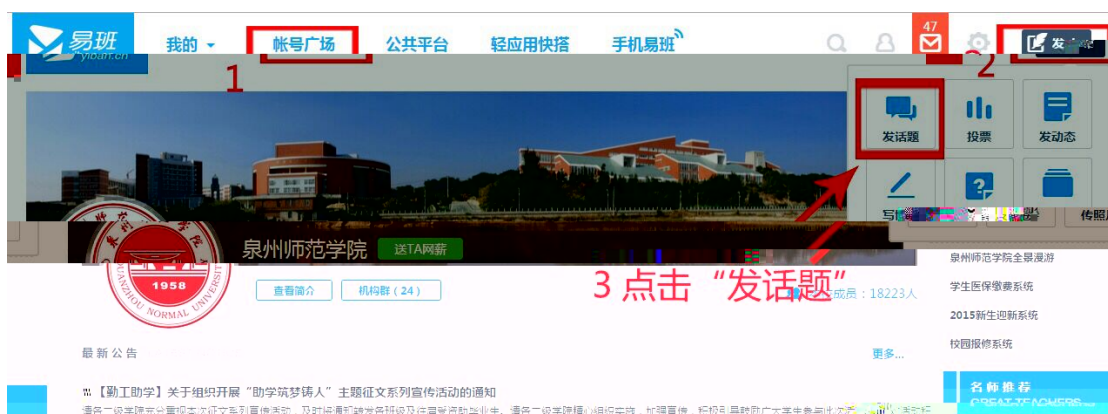 易班 我的 帐号广场 公共平台 轻应用快搭 手机易班 47 发
yiban.cn
1 2
发话题 投票 发动态
写
泉州师范学院 送TA网薪
泉州师范学院全景漫游
1958
QUANZHOU NORMAL UNIVERSITY
查看简介 机构群（24）
3 点击“发话题”
成员：18223人
学生医保缴费系统
2015新生迎新系统
校园报修系统
最新公告 更多...
名师推荐
GREAT TEACHERS
【勤工助学】关于组织开展“助学筑梦铸人”主题征文系列宣传活动的通知